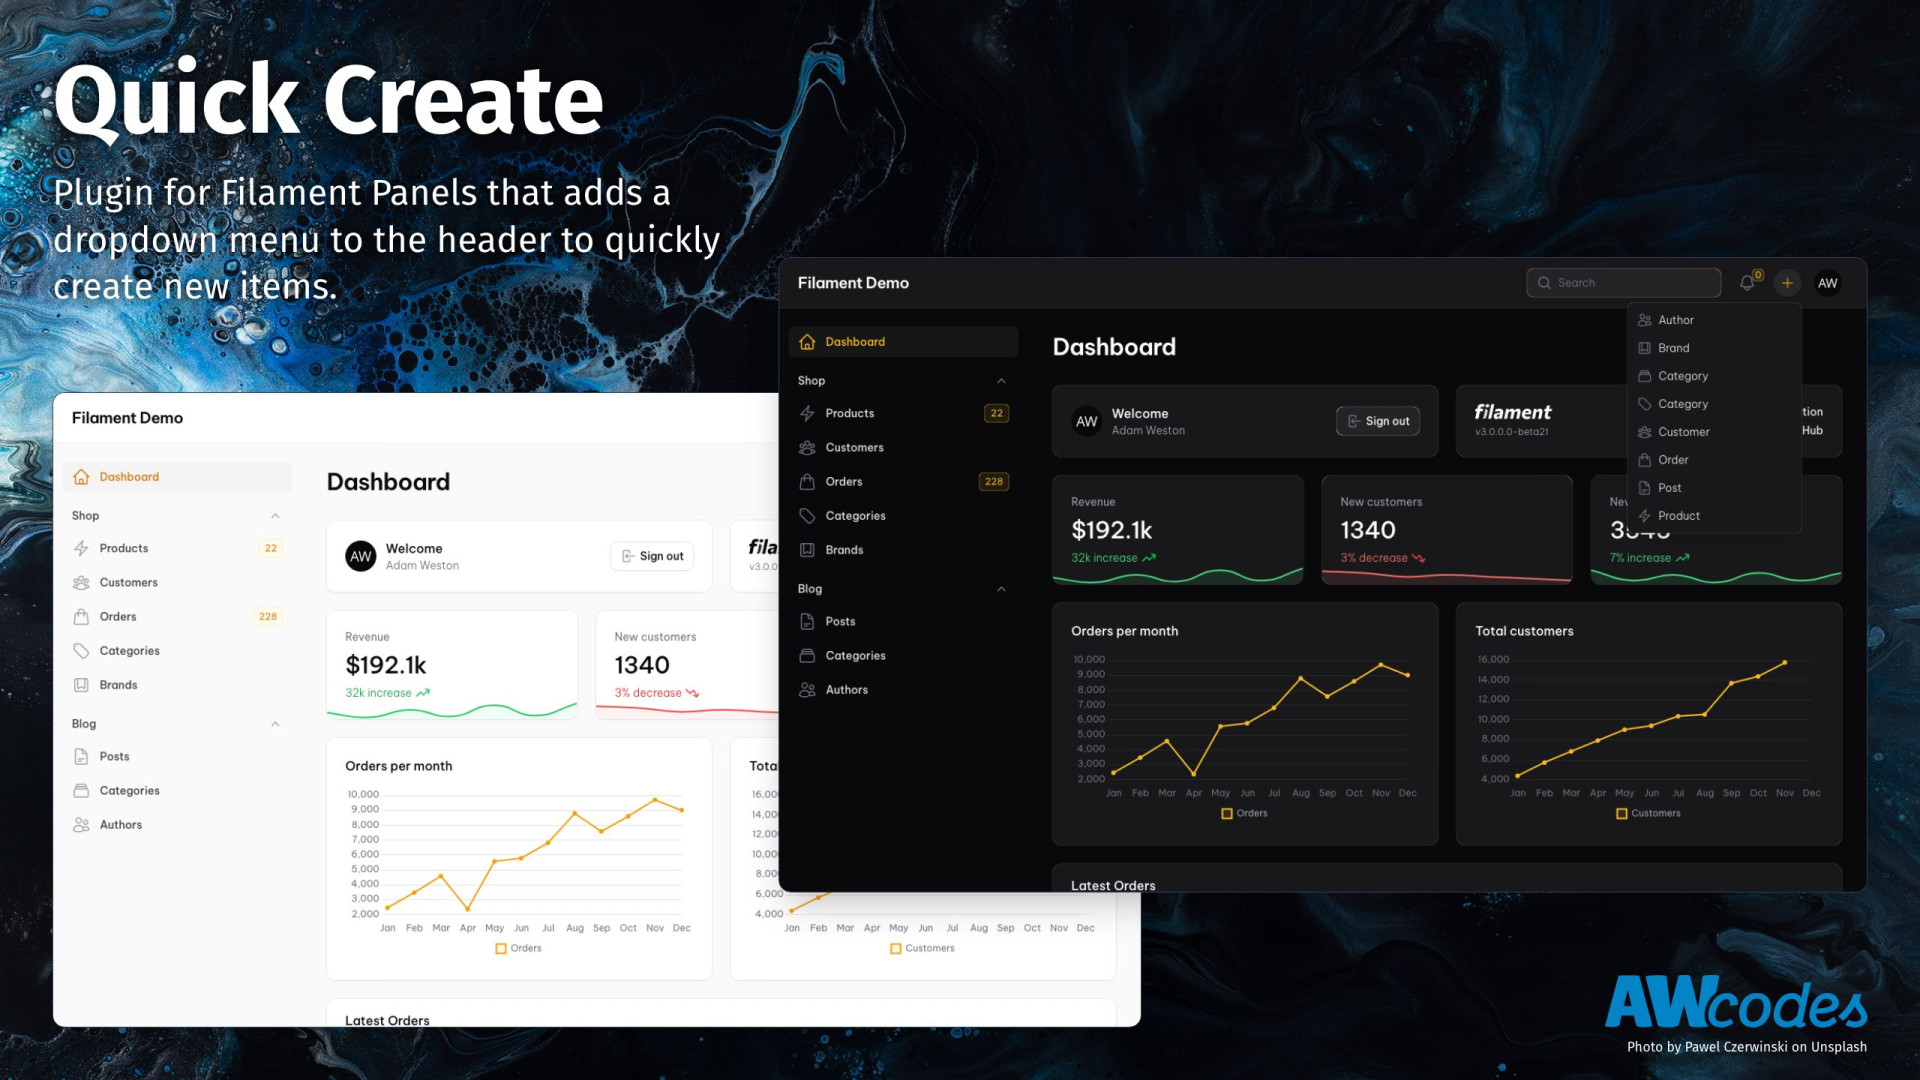 Quick Create
Plugin for Filament Panels that adds a
dropdown menu to the header to quickly
create new items.
Filament Demo
Dashboard
Shop
Products 22
Customers
Orders 228
Categories
Brands
Blog
Posts
Categories
Authors
Dashboard
AW
Welcome
Adam Weston
Sign out
fila
v3.0.0
Revenue
$192.1k
32k increase
New customers
1340
3% decrease
Orders per month
10,000
9,000
8,000
7,000
6,000
5,000
4,000
3,000
2,000
Jan Feb Mar Apr May Jun Jul Aug Sep Oct Nov Dec
Orders
Tota
16,00
14,00
12,00
10,00
8,00
6,000
4,000
Jan Feb Mar Apr May Jun Jul Aug Sep Oct Nov Dec
Customers
Latest Orders
Filament Demo
Search
0
+
AW
Author
Brand
Category
Category
Customer
Order
Post
Product
Dashboard
Shop
Products 22
Customers
Orders 228
Categories
Brands
Blog
Posts
Categories
Authors
Dashboard
AW
Welcome
Adam Weston
Sign out
filament
v3.0.0.0-beta21
tion
Hub
Revenue
$192.1k
32k increase
New customers
1340
3% decrease
New
7% increase
Orders per month
10,000
9,000
8,000
7,000
6,000
5,000
4,000
3,000
2,000
Jan Feb Mar Apr May Jun Jul Aug Sep Oct Nov Dec
Orders
Total customers
16,000
14,000
12,000
10,000
8,000
6,000
4,000
Jan Feb Mar Apr May Jun Jul Aug Sep Oct Nov Dec
Customers
Latest Orders
AWcodes
Photo by Pawel Czerwinski on Unsplash